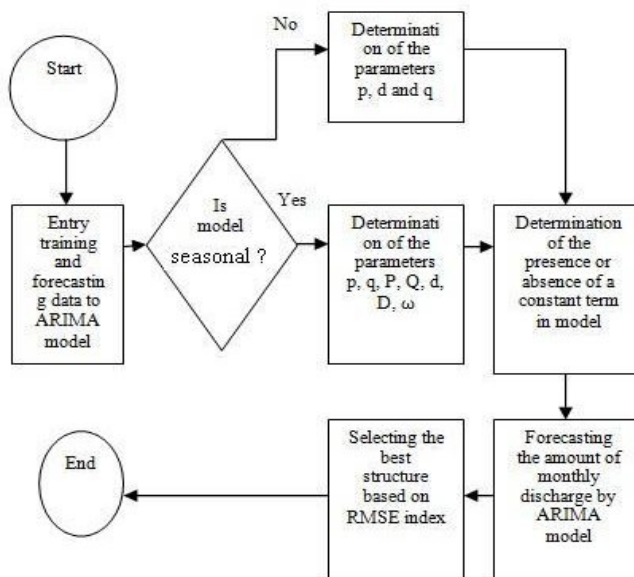 Start
Entry
training
and
forecastin
g data to
ARIMA
model
Is
model
seasonal ?
No
Yes
Determinati
on of the
parameters
p, d and q
Determinati
on of the
parameters
p, q, P, Q, d,
D, ω
Determination
of the
presence or
absence of a
constant term
in model
Forecasting
the amount of
monthly
discharge by
ARIMA
model
Selecting the
best
structure
based on
RMSE index
End